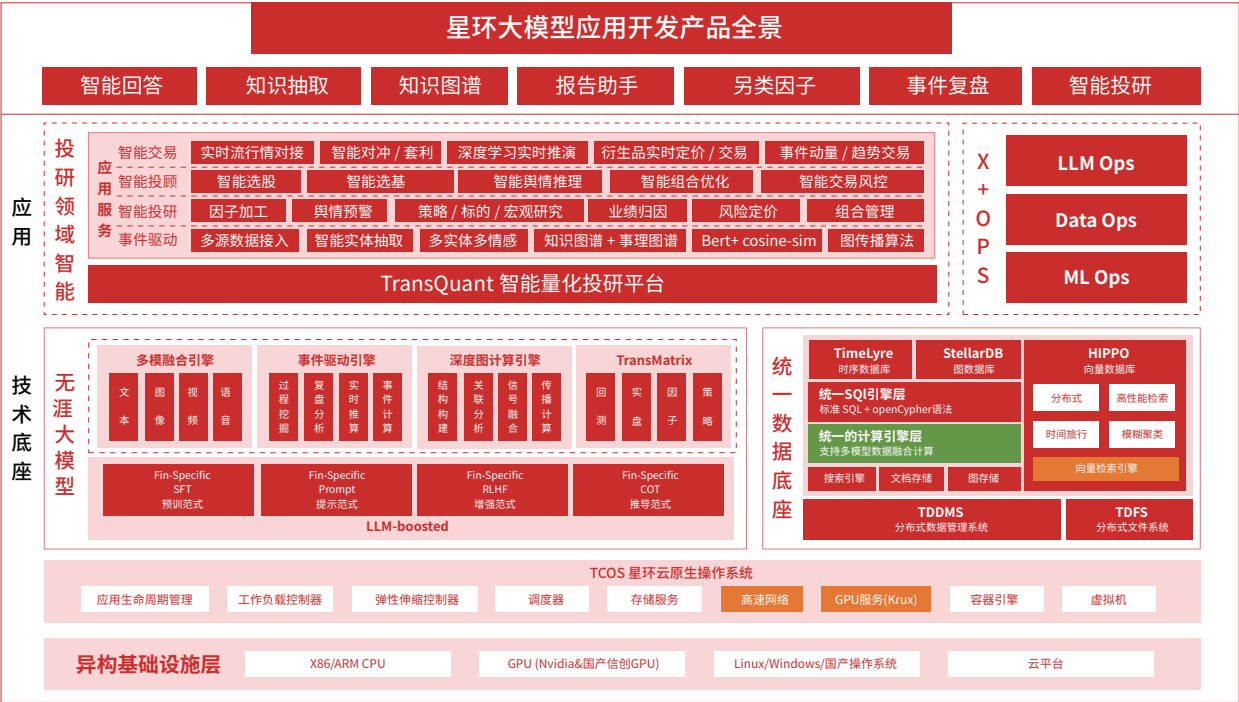 星环大模型应用开发产品全景
智能回答 知识抽取 知识图谱 报告助手 另类因子 事件复盘 智能投研
应用
投研领域智能
应用服务
智能交易 实时流行情对接 智能对冲 / 套利 深度学习实时推演 衍生品实时定价 / 交易 事件动量 / 趋势交易
智能投顾 智能选股 智能选基 智能舆情推理 智能组合优化 智能交易风控
智能投研 因子加工 舆情预警 策略 / 标的 / 宏观研究 业绩归因 风险定价 组合管理
事件驱动 多源数据接入 智能实体抽取 多实体多情感 知识图谱 + 事理图谱 Bert+ cosine-sim 图传播算法
TransQuant 智能量化投研平台
X+OPS
LLM Ops
Data Ops
ML Ops
技术底座
无涯大模型
多模融合引擎
文本 图像 视频 语音
事件驱动引擎
过程挖掘 复盘分析 实时推算 事件计算
深度图计算引擎
结构构建 关联分析 信号融合 传播计算
TransMatrix
回测 实盘 因子 策略
Fin-Specific
SFT
预训范式
Fin-Specific
Prompt
提示范式
Fin-Specific
RLHF
增强范式
Fin-Specific
COT
推导范式
LLM-boosted
统一数据底座
TimeLyre
时序数据库
StellarDB
图数据库
统一SQl引擎层
标准 SQL + openCypher语法
统一的计算引擎层
支持多模型数据融合计算
搜索引擎 文档存储 图存储
HIPPO
向量数据库
分布式 高性能检索
时间旅行 模糊聚类
向量检索引擎
TDDMS
分布式数据管理系统
TDFS
分布式文件系统
TCOS 星环云原生操作系统
应用生命周期管理 工作负载控制器 弹性伸缩控制器 调度器 存储服务 高速网络 GPU服务(Krux) 容器引擎 虚拟机
异构基础设施层 X86/ARM CPU GPU (Nvidia&国产信创GPU) Linux/Windows/国产操作系统 云平台